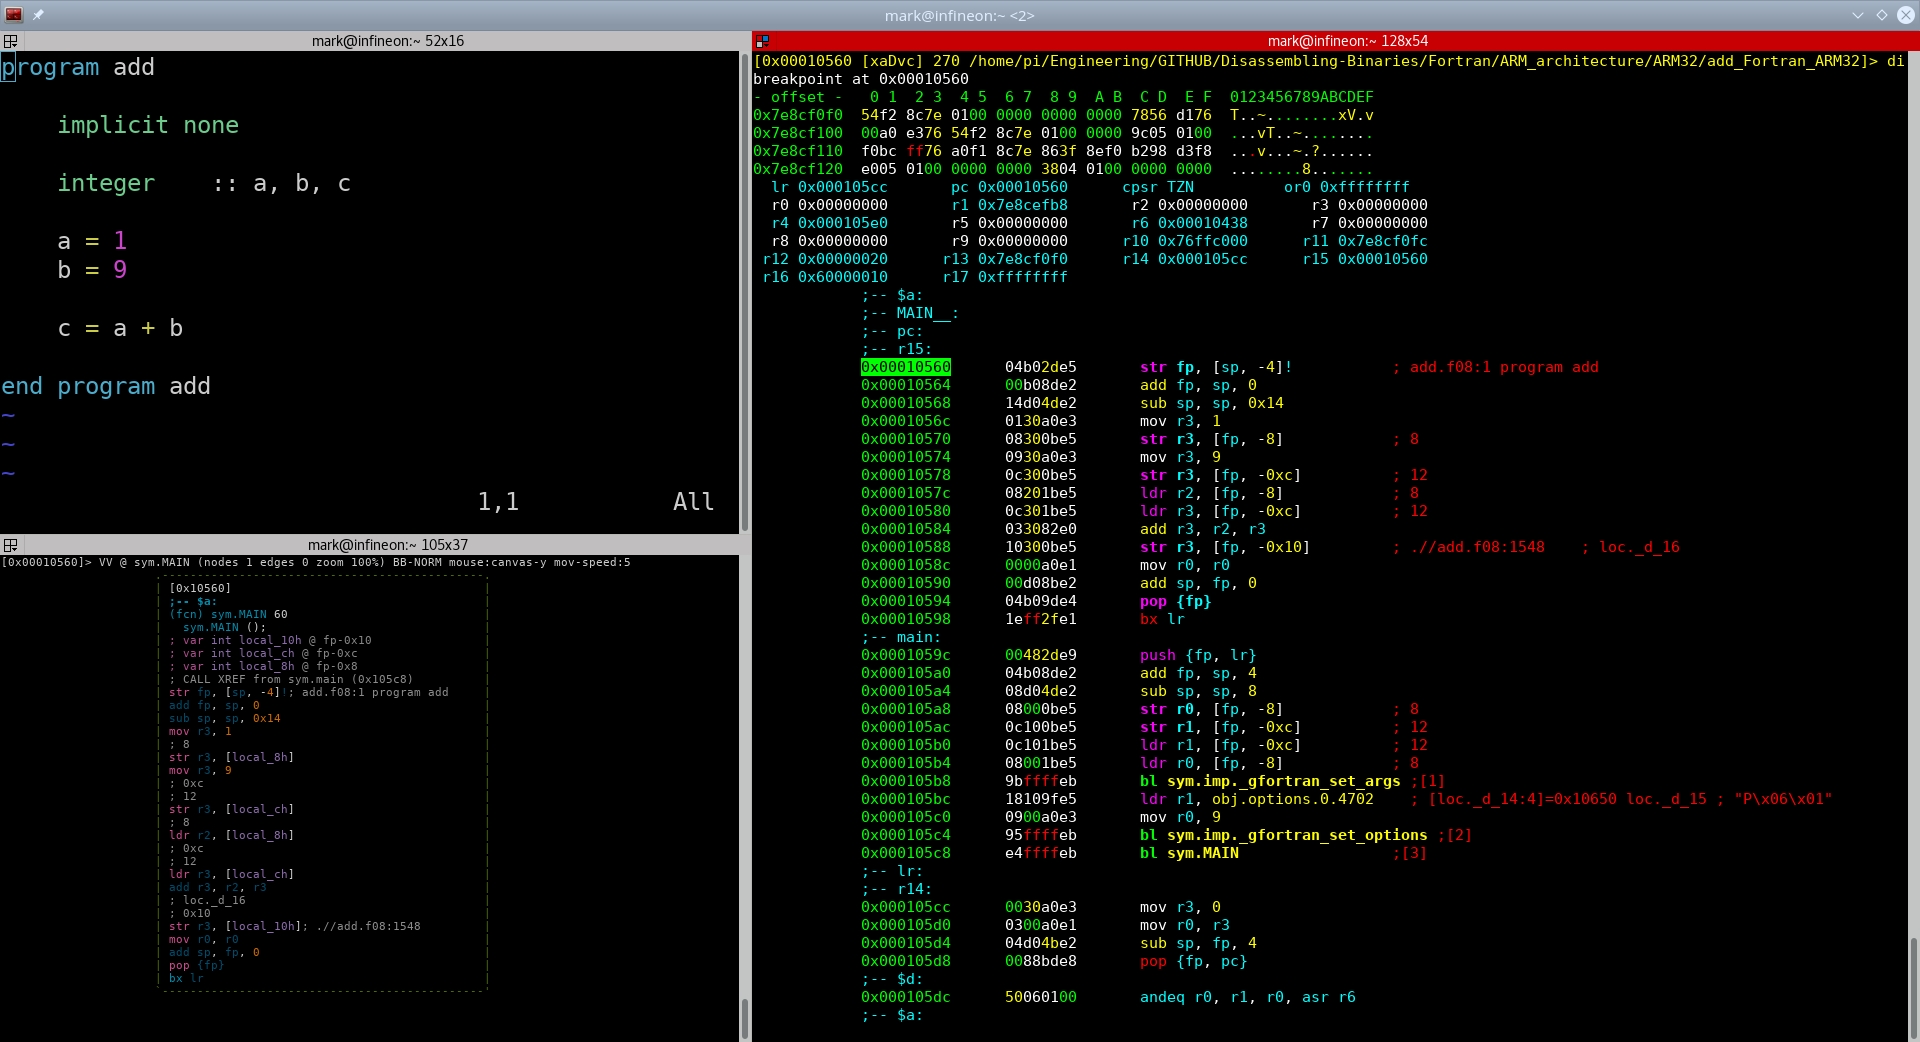 mark@infineon:~ <2>
mark@infineon:~ 52x16
program add
implicit none
integer    :: a, b, c
a = 1
b = 9
c = a + b
end program add
~
~
~
1,1           All
mark@infineon:~ 105x37
[0x00010560]> VV @ sym.MAIN (nodes 1 edges 0 zoom 100%) BB-NORM mouse:canvas-y mov-speed:5
[0x10560]
;-- $a:
(fcn) sym.MAIN 60
sym.MAIN ();
; var int local_10h @ fp-0x10
; var int local_ch @ fp-0xc
; var int local_8h @ fp-0x8
; CALL XREF from sym.main (0x105c8)
str fp, [sp, -4]!; add.f08:1 program add
add fp, sp, 0
sub sp, sp, 0x14
mov r3, 1
; 8
str r3, [local_8h]
mov r3, 9
; 0xc
; 12
str r3, [local_ch]
; 8
ldr r2, [local_8h]
; 0xc
; 12
ldr r3, [local_ch]
add r3, r2, r3
; loc._d_16
; 0x10
str r3, [local_10h]; .//add.f08:1548
mov r0, r0
add sp, fp, 0
pop {fp}
bx lr
mark@infineon:~ 128x54
[0x00010560 [xaDvc] 270 /home/pi/Engineering/GITHUB/Disassembling-Binaries/Fortran/ARM_architecture/ARM32/add_Fortran_ARM32]> di
breakpoint at 0x00010560
- offset -   0 1  2 3  4 5  6 7  8 9  A B  C D  E F  0123456789ABCDEF
0x7e8cf0f0  54f2 8c7e 0100 0000 0000 0000 7856 d176  T..~........xV.v
0x7e8cf100  00a0 e376 54f2 8c7e 0100 0000 9c05 0100  ...vT..~........
0x7e8cf110  f0bc ff76 a0f1 8c7e 863f 8ef0 b298 d3f8  ...v...~.?......
0x7e8cf120  e005 0100 0000 0000 3804 0100 0000 0000  ........8.......
lr 0x000105cc       pc 0x00010560      cpsr TZN          or0 0xffffffff
r0 0x00000000       r1 0x7e8cefb8       r2 0x00000000       r3 0x00000000
r4 0x000105e0       r5 0x00000000       r6 0x00010438       r7 0x00000000
r8 0x00000000       r9 0x00000000      r10 0x76ffc000      r11 0x7e8cf0fc
r12 0x00000020      r13 0x7e8cf0f0      r14 0x000105cc      r15 0x00010560
r16 0x60000010      r17 0xffffffff
;-- $a:
;-- MAIN__:
;-- pc:
;-- r15:
0x00010560      04b02de5       str fp, [sp, -4]!           ; add.f08:1 program add
0x00010564      00b08de2       add fp, sp, 0
0x00010568      14d04de2       sub sp, sp, 0x14
0x0001056c      0130a0e3       mov r3, 1
0x00010570      08300be5       str r3, [fp, -8]            ; 8
0x00010574      0930a0e3       mov r3, 9
0x00010578      0c300be5       str r3, [fp, -0xc]          ; 12
0x0001057c      08201be5       ldr r2, [fp, -8]            ; 8
0x00010580      0c301be5       ldr r3, [fp, -0xc]          ; 12
0x00010584      033082e0       add r3, r2, r3
0x00010588      10300be5       str r3, [fp, -0x10]         ; .//add.f08:1548    ; loc._d_16
0x0001058c      0000a0e1       mov r0, r0
0x00010590      00d08be2       add sp, fp, 0
0x00010594      04b09de4       pop {fp}
0x00010598      1eff2fe1       bx lr
;-- main:
0x0001059c      00482de9       push {fp, lr}
0x000105a0      04b08de2       add fp, sp, 4
0x000105a4      08d04de2       sub sp, sp, 8
0x000105a8      08000be5       str r0, [fp, -8]            ; 8
0x000105ac      0c100be5       str r1, [fp, -0xc]          ; 12
0x000105b0      0c101be5       ldr r1, [fp, -0xc]          ; 12
0x000105b4      08001be5       ldr r0, [fp, -8]            ; 8
0x000105b8      9bffffeb       bl sym.imp._gfortran_set_args ;[1]
0x000105bc      18109fe5       ldr r1, obj.options.0.4702    ; [loc._d_14:4]=0x10650 loc._d_15 ; "P\x06\x01"
0x000105c0      0900a0e3       mov r0, 9
0x000105c4      95ffffeb       bl sym.imp._gfortran_set_options ;[2]
0x000105c8      e4ffffeb       bl sym.MAIN                 ;[3]
;-- lr:
;-- r14:
0x000105cc      0030a0e3       mov r3, 0
0x000105d0      0300a0e1       mov r0, r3
0x000105d4      04d04be2       sub sp, fp, 4
0x000105d8      0088bde8       pop {fp, pc}
;-- $d:
0x000105dc      50060100       andeq r0, r1, r0, asr r6
;-- $a: